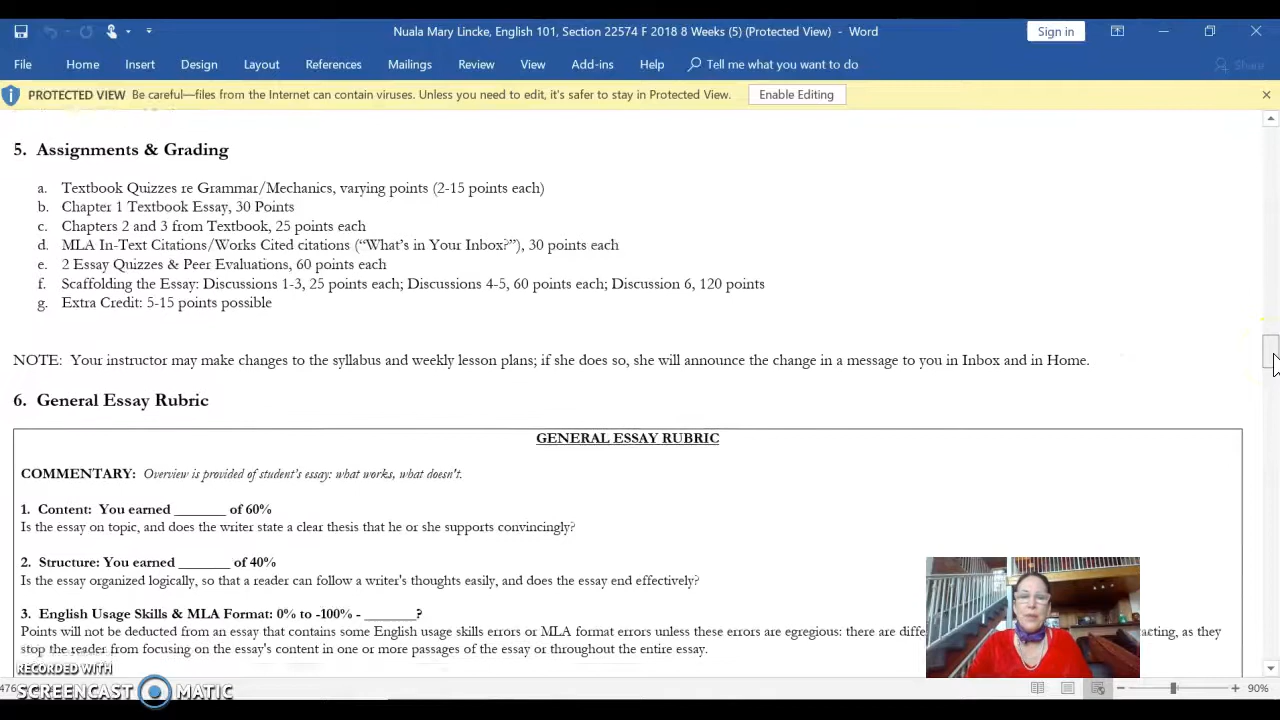 Nuala Mary Lincke, English 101, Section 22574 F 2018 8 Weeks (5) (Protected View) - Word
Sign in
File Home Insert Design Layout References Mailings Review View Add-ins Help Tell me what you want to do Share
PROTECTED VIEW Be careful—files from the Internet can contain viruses. Unless you need to edit, it's safer to stay in Protected View. Enable Editing
5. Assignments & Grading
a. Textbook Quizzes re Grammar/Mechanics, varying points (2-15 points each)
b. Chapter 1 Textbook Essay, 30 Points
c. Chapters 2 and 3 from Textbook, 25 points each
d. MLA In-Text Citations/Works Cited citations (“What’s in Your Inbox?”), 30 points each
e. 2 Essay Quizzes & Peer Evaluations, 60 points each
f. Scaffolding the Essay: Discussions 1-3, 25 points each; Discussions 4-5, 60 points each; Discussion 6, 120 points
g. Extra Credit: 5-15 points possible
NOTE: Your instructor may make changes to the syllabus and weekly lesson plans; if she does so, she will announce the change in a message to you in Inbox and in Home.
6. General Essay Rubric
GENERAL ESSAY RUBRIC
COMMENTARY: Overview is provided of student's essay: what works, what doesn't.
1. Content: You earned _______ of 60%
Is the essay on topic, and does the writer state a clear thesis that he or she supports convincingly?
2. Structure: You earned _______ of 40%
Is the essay organized logically, so that a reader can follow a writer's thoughts easily, and does the essay end effectively?
3. English Usage Skills & MLA Format: 0% to -100% - _______?
Points will not be deducted from an essay that contains some English usage skills errors or MLA format errors unless these errors are egregious: there are as they
stop the reader from focusing on the essay's content in one or more passages of the essay or throughout the entire essay.
RECORDED WITH
SCREENCAST MATIC
90%